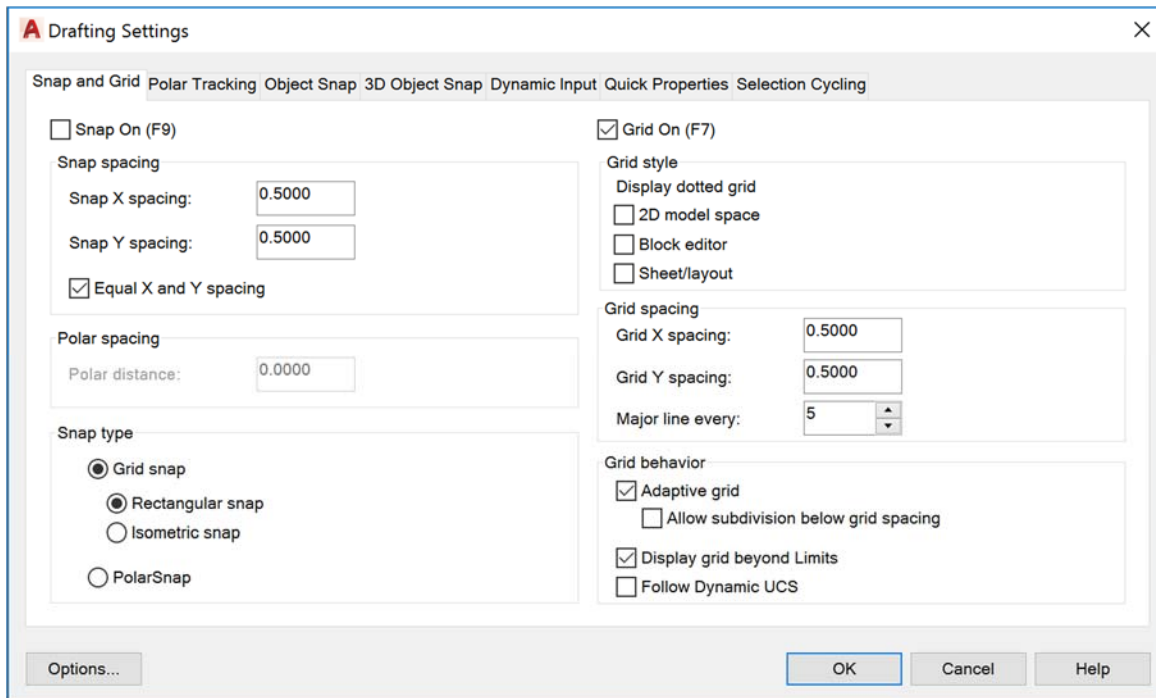 A Drafting Settings
Snap and Grid Polar Tracking Object Snap 3D Object Snap Dynamic Input Quick Properties Selection Cycling
Snap On (F9)
Snap spacing
Snap X spacing: 0.5000
Snap Y spacing: 0.5000
Equal X and Y spacing
Polar spacing
Polar distance: 0.0000
Snap type
Grid snap
Rectangular snap
Isometric snap
PolarSnap
Grid On (F7)
Grid style
Display dotted grid
2D model space
Block editor
Sheet/layout
Grid spacing
Grid X spacing: 0.5000
Grid Y spacing: 0.5000
Major line every: 5
Grid behavior
Adaptive grid
Allow subdivision below grid spacing
Display grid beyond Limits
Follow Dynamic UCS
Options... OK Cancel Help